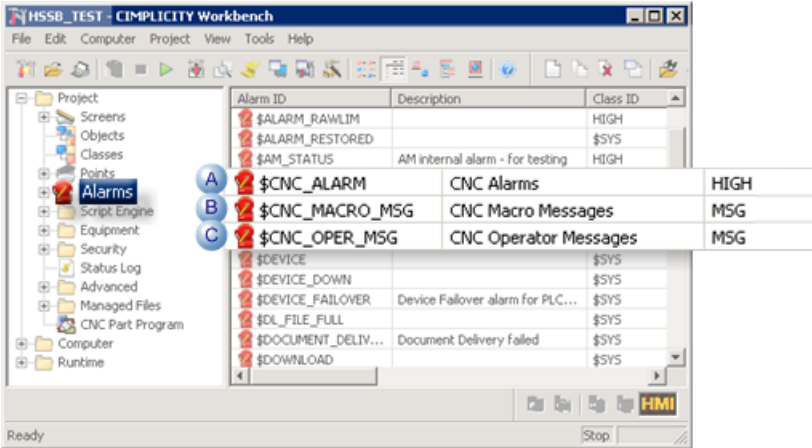 HSSB_TEST - CIMPLICITY Workbench
File Edit Computer Project View Tools Help
Project
Screens
Objects
Classes
Points
Alarms
Script Engine
Equipment
Security
Status Log
Advanced
Managed Files
CNC Part Program
Computer
Runtime
Alarm ID Description Class ID
$ALARM_RAWLIM HIGH
$ALARM_RESTORED $SYS
$AM_STATUS AM internal alarm - for testing HIGH
A $CNC_ALARM CNC Alarms HIGH
B $CNC_MACRO_MSG CNC Macro Messages MSG
C $CNC_OPER_MSG CNC Operator Messages MSG
$DEVICE $SYS
$DEVICE_DOWN $SYS
$DEVICE_FAILOVER Device Failover alarm for PLC... $SYS
$DL_FILE_FULL $SYS
$DOCUMENT_DELIV... Document Delivery failed $SYS
$DOWNLOAD $SYS
HMI
Ready Stop